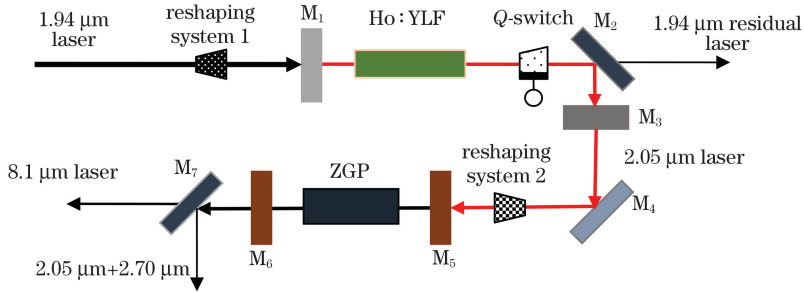 1.94 μm
laser
reshaping
system 1
M1
Ho：YLF
Q-switch
M2
1.94 μm residual
laser
M3
2.05 μm laser
8.1 μm laser
M7
ZGP
reshaping
system 2
M4
M6
M5
2.05 μm+2.70 μm